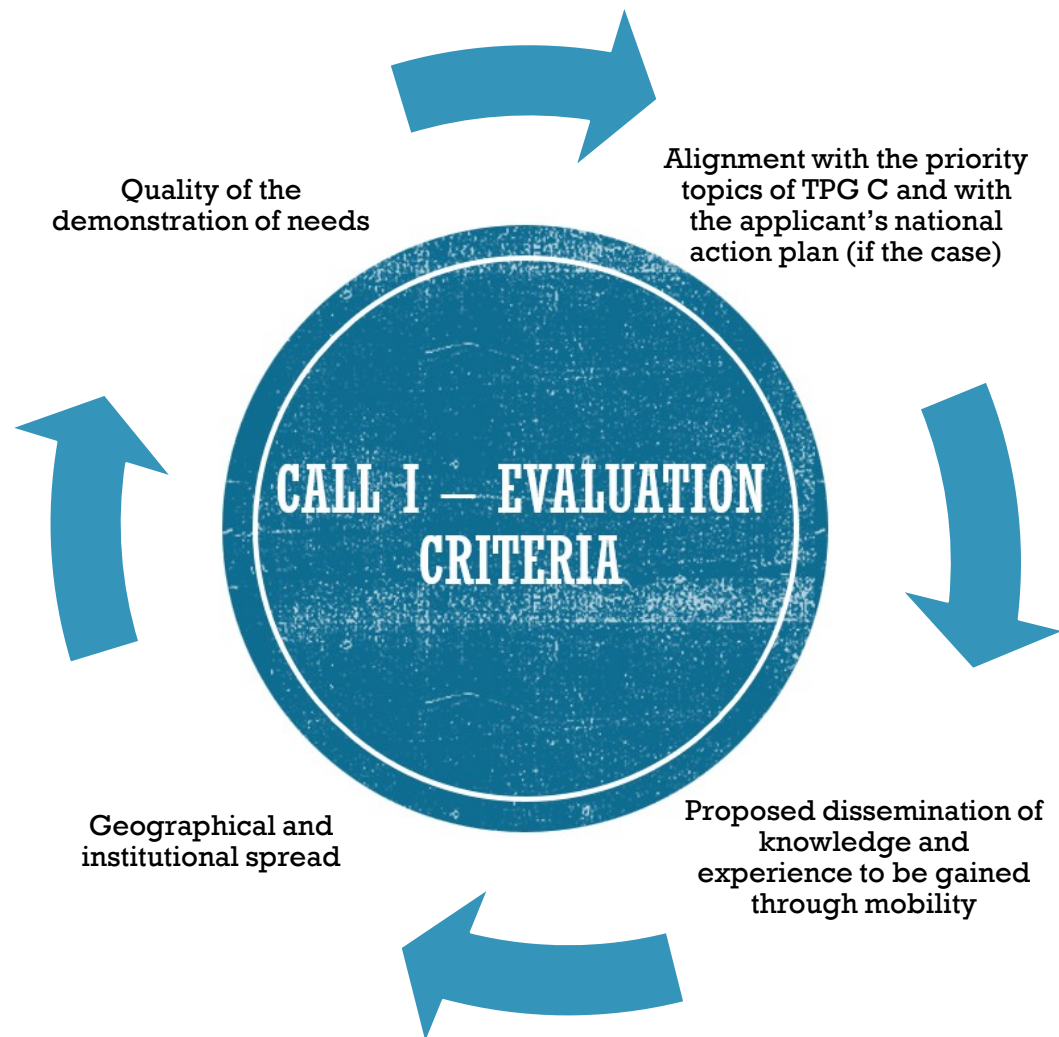 Quality of the
demonstration of needs
Alignment with the priority
topics of TPG C and with
the applicant’s national
action plan (if the case)
CALL I – EVALUATION
CRITERIA
Geographical and
institutional spread
Proposed dissemination of
knowledge and
experience to be gained
through mobility